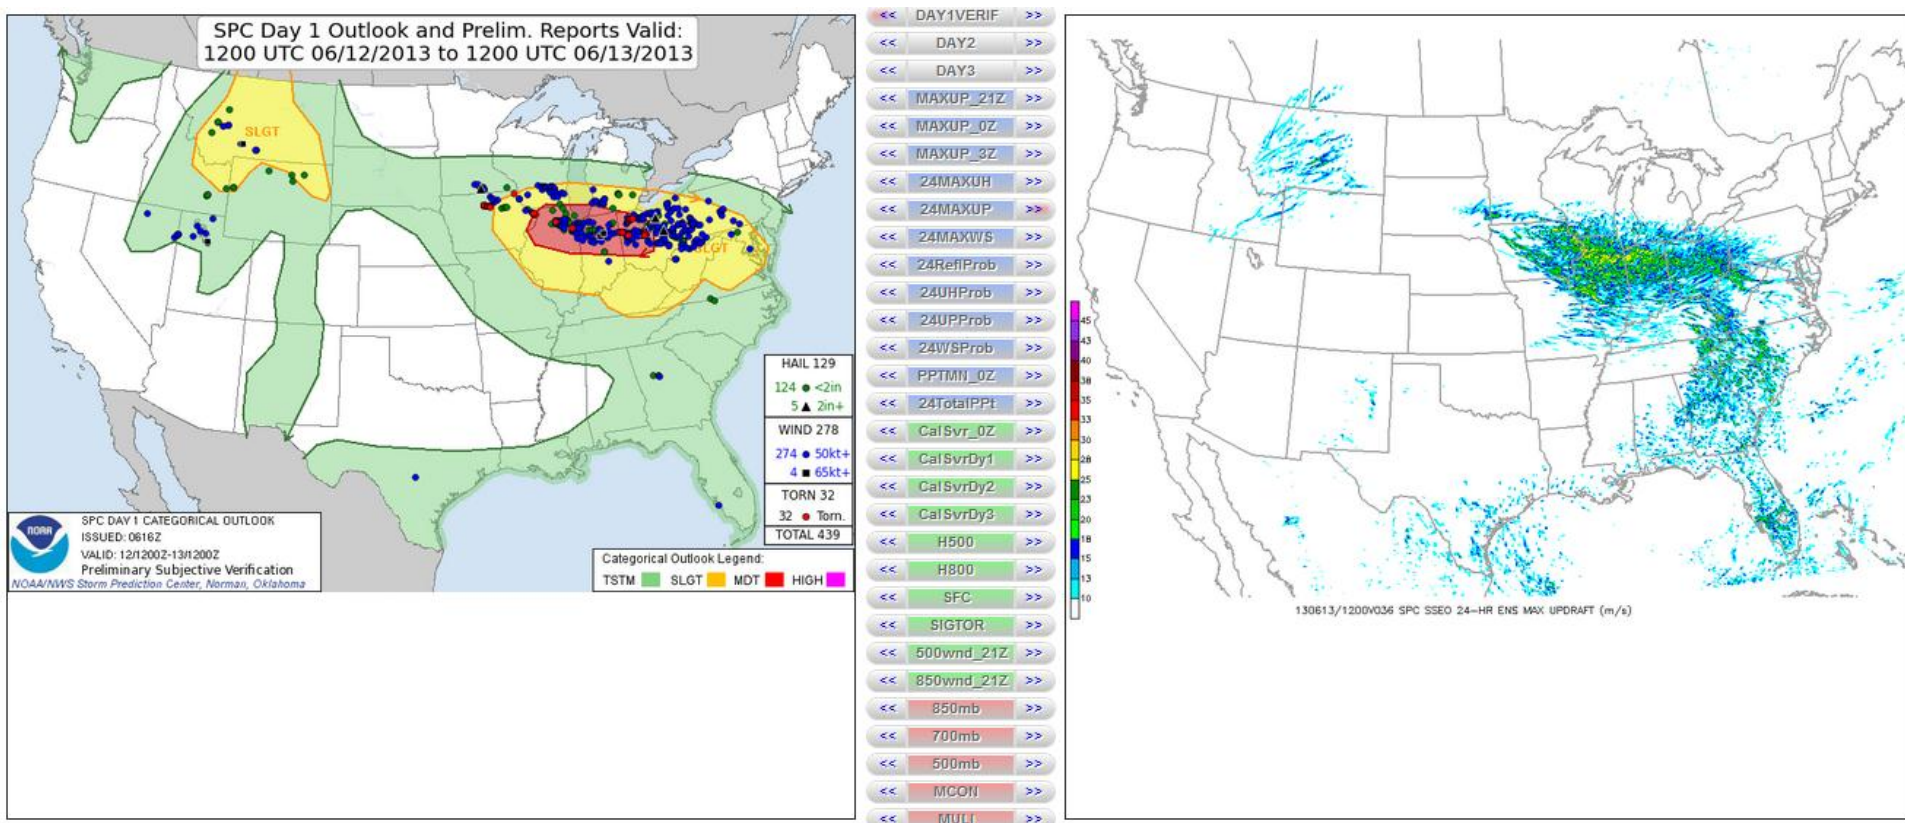 SPC Day 1 Outlook and Prelim. Reports Valid:
1200 UTC 06/12/2013 to 1200 UTC 06/13/2013
SLGT
SLGT
HAIL 129
124 ● <2in
5 ▲ 2in+
WIND 278
274 ● 50kt+
4 ■ 65kt+
TORN 32
32 ● Torn.
TOTAL 439
NOAA
SPC DAY 1 CATEGORICAL OUTLOOK
ISSUED: 0616Z
VALID: 12/1200Z-13/1200Z
Preliminary Subjective Verification
NOAA/NWS Storm Prediction Center, Norman, Oklahoma
Categorical Outlook Legend:
TSTM SLGT MDT HIGH
<< DAY1VERIF >>
<< DAY2 >>
<< DAY3 >>
<< MAXUP_21Z >>
<< MAXUP_0Z >>
<< MAXUP_3Z >>
<< 24MAXUH >>
<< 24MAXUP >>
<< 24MAXWS >>
<< 24ReflProb >>
<< 24UHProb >>
<< 24UPProb >>
<< 24WSProb >>
<< PPTMN_0Z >>
<< 24TotalPPt >>
<< CalSvr_0Z >>
<< CalSvrDy1 >>
<< CalSvrDy2 >>
<< CalSvrDy3 >>
<< H500 >>
<< H800 >>
<< SFC >>
<< SIGTOR >>
<< 500wnd_21Z >>
<< 850wnd_21Z >>
<< 850mb >>
<< 700mb >>
<< 500mb >>
<< MCON >>
<< MULI >>
45
43
40
38
35
33
30
28
25
23
20
18
15
13
10
130613/1200V036 SPC SSEO 24-HR ENS MAX UPDRAFT (m/s)